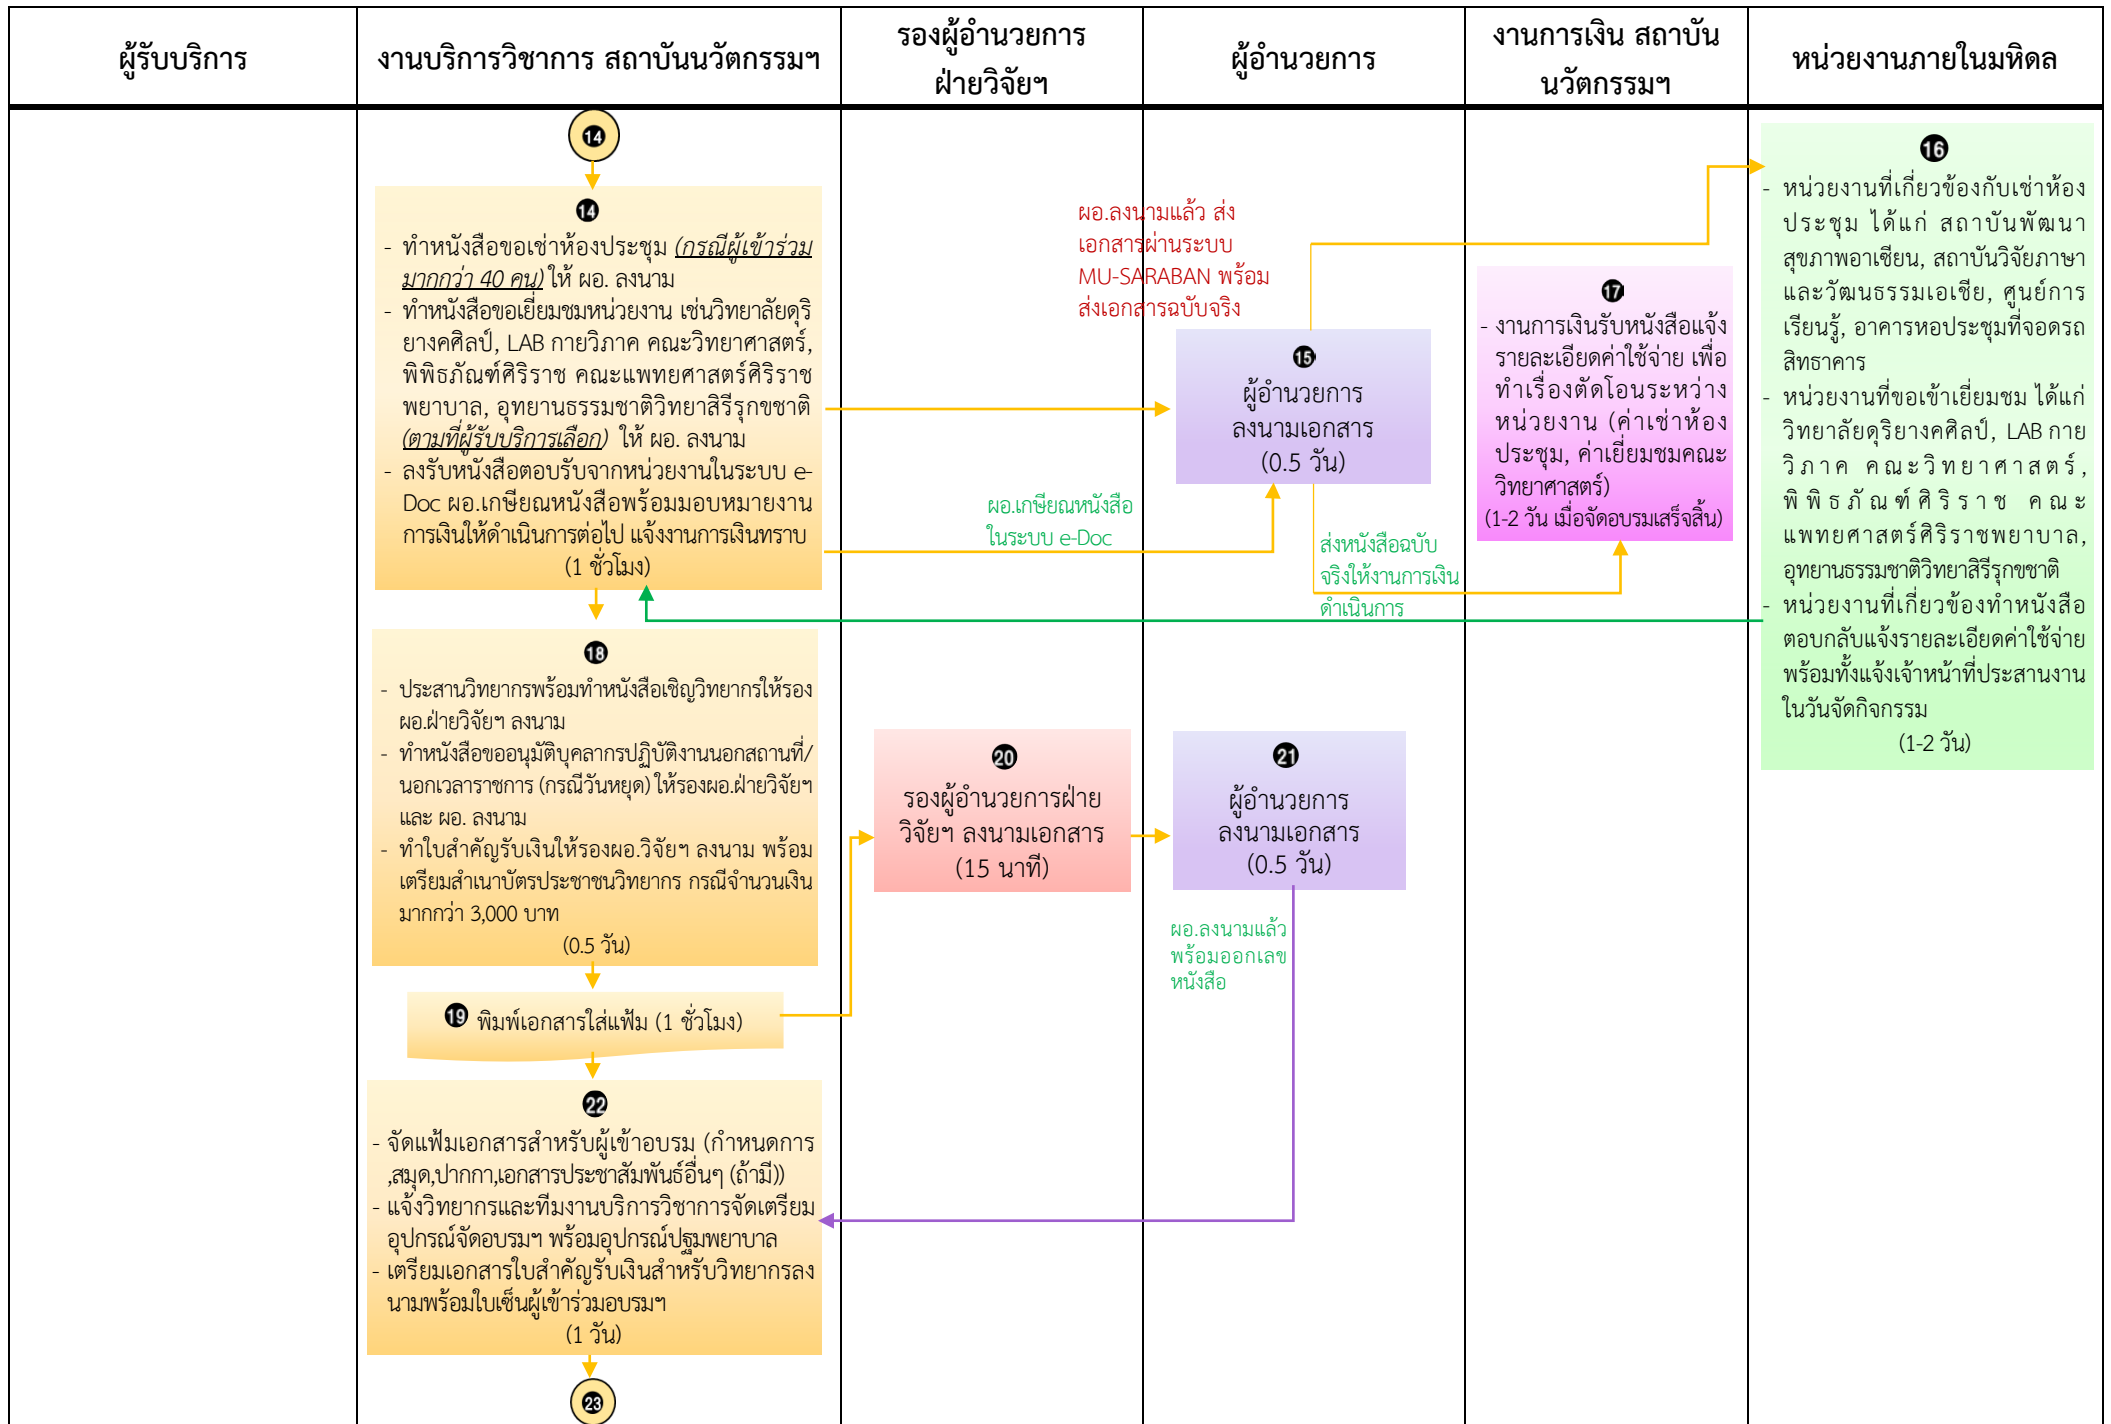 ผู้รับบริการ
งานบริการวิชาการ สถาบันนวัตกรรมฯ
รองผู้อำนวยการ
ฝ่ายวิจัยฯ
ผู้อำนวยการ
งานการเงิน สถาบัน
นวัตกรรมฯ
หน่วยงานภายในมหิดล
14
14
- ทำหนังสือขอเช่าห้องประชุม (กรณีผู้เข้าร่วม
มากกว่า 40 คน) ให้ ผอ. ลงนาม
- ทำหนังสือขอเยี่ยมชมหน่วยงาน เช่นวิทยาลัยดุริ
ยางคศิลป์, LAB กายวิภาค คณะวิทยาศาสตร์,
พิพิธภัณฑ์ศิริราช คณะแพทยศาสตร์ศิริราช
พยาบาล, อุทยานธรรมชาติวิทยาสิรีรุกขชาติ
(ตามที่ผู้รับบริการเลือก) ให้ ผอ. ลงนาม
- ลงรับหนังสือตอบรับจากหน่วยงานในระบบ e-
Doc ผอ.เกษียณหนังสือพร้อมมอบหมายงาน
การเงินให้ดำเนินการต่อไป แจ้งงานการเงินทราบ
(1 ชั่วโมง)
ผอ.ลงนามแล้ว ส่ง
เอกสารผ่านระบบ
MU-SARABAN พร้อม
ส่งเอกสารฉบับจริง
15
ผู้อำนวยการ
ลงนามเอกสาร
(0.5 วัน)
ผอ.เกษียณหนังสือ
ในระบบ e-Doc
ส่งหนังสือฉบับ
จริงให้งานการเงิน
ดำเนินการ
17
- งานการเงินรับหนังสือแจ้ง
รายละเอียดค่าใช้จ่าย เพื่อ
ทำเรื่องตัดโอนระหว่าง
หน่วยงาน (ค่าเช่าห้อง
ประชุม, ค่าเยี่ยมชมคณะ
วิทยาศาสตร์)
(1-2 วัน เมื่อจัดอบรมเสร็จสิ้น)
16
- หน่วยงานที่เกี่ยวข้องกับเช่าห้อง
ประชุม ได้แก่ สถาบันพัฒนา
สุขภาพอาเซียน, สถาบันวิจัยภาษา
และวัฒนธรรมเอเชีย, ศูนย์การ
เรียนรู้, อาคารหอประชุมที่จอดรถ
สิทธาคาร
- หน่วยงานที่ขอเข้าเยี่ยมชม ได้แก่
วิทยาลัยดุริยางคศิลป์, LAB กาย
วิภาค คณะวิทยาศาสตร์,
พิพิธภัณฑ์ศิริราช คณะ
แพทยศาสตร์ศิริราชพยาบาล,
อุทยานธรรมชาติวิทยาสิรีรุกขชาติ
- หน่วยงานที่เกี่ยวข้องทำหนังสือ
ตอบกลับแจ้งรายละเอียดค่าใช้จ่าย
พร้อมทั้งแจ้งเจ้าหน้าที่ประสานงาน
ในวันจัดกิจกรรม
(1-2 วัน)
18
- ประสานวิทยากรพร้อมทำหนังสือเชิญวิทยากรให้รอง
ผอ.ฝ่ายวิจัยฯ ลงนาม
- ทำหนังสือขออนุมัติบุคลากรปฏิบัติงานนอกสถานที่/
นอกเวลาราชการ (กรณีวันหยุด) ให้รองผอ.ฝ่ายวิจัยฯ
และ ผอ. ลงนาม
- ทำใบสำคัญรับเงินให้รองผอ.วิจัยฯ ลงนาม พร้อม
เตรียมสำเนาบัตรประชาชนวิทยากร กรณีจำนวนเงิน
มากกว่า 3,000 บาท
(0.5 วัน)
19 พิมพ์เอกสารใส่แฟ้ม (1 ชั่วโมง)
20
รองผู้อำนวยการฝ่าย
วิจัยฯ ลงนามเอกสาร
(15 นาที)
21
ผู้อำนวยการ
ลงนามเอกสาร
(0.5 วัน)
ผอ.ลงนามแล้ว
พร้อมออกเลข
หนังสือ
22
- จัดแฟ้มเอกสารสำหรับผู้เข้าอบรม (กำหนดการ
,สมุด,ปากกา,เอกสารประชาสัมพันธ์อื่นๆ (ถ้ามี))
- แจ้งวิทยากรและทีมงานบริการวิชาการจัดเตรียม
อุปกรณ์จัดอบรมฯ พร้อมอุปกรณ์ปฐมพยาบาล
- เตรียมเอกสารใบสำคัญรับเงินสำหรับวิทยากรลง
นามพร้อมใบเซ็นผู้เข้าร่วมอบรมฯ
(1 วัน)
23